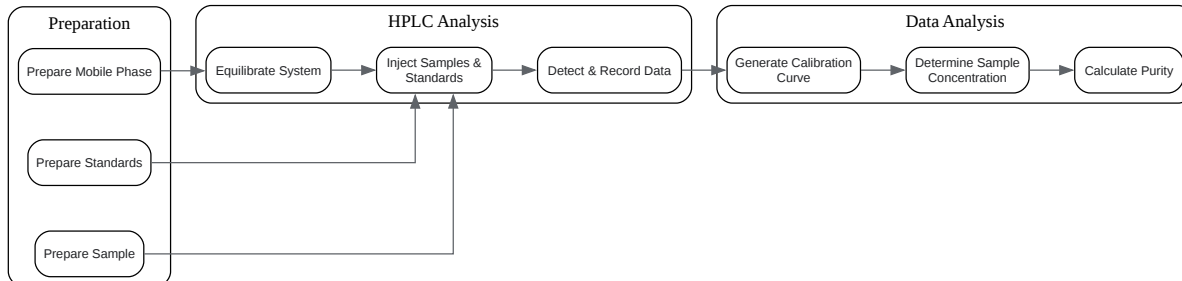 Preparation
Prepare Mobile Phase
Prepare Standards
Prepare Sample
HPLC Analysis
Equilibrate System
Inject Samples &
Standards
Detect & Record Data
Data Analysis
Generate Calibration
Curve
Determine Sample
Concentration
Calculate Purity